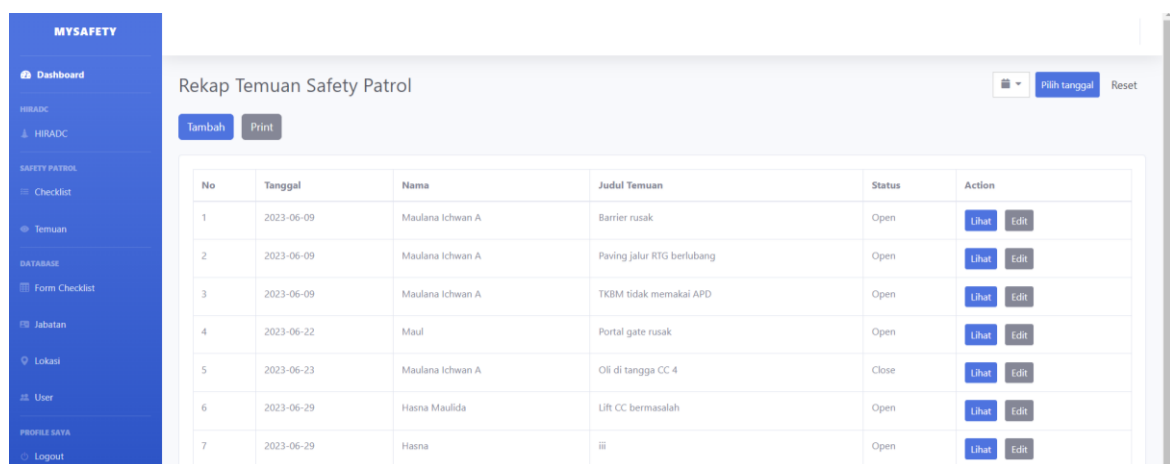 MYSAFETY
Dashboard
HIRADC
HIRADC
SAFETY PATROL
Checklist
Temuan
DATABASE
Form Checklist
Jabatan
Lokasi
User
PROFILE SAYA
Logout
Rekap Temuan Safety Patrol
Pilih tanggal Reset
Tambah Print
No Tanggal Nama Judul Temuan Status Action
1 2023-06-09 Maulana Ichwan A Barrier rusak Open Lihat Edit
2 2023-06-09 Maulana Ichwan A Paving jalur RTG berlubang Open Lihat Edit
3 2023-06-09 Maulana Ichwan A TKBM tidak memakai APD Open Lihat Edit
4 2023-06-22 Maul Portal gate rusak Open Lihat Edit
5 2023-06-23 Maulana Ichwan A Oli di tangga CC 4 Close Lihat Edit
6 2023-06-29 Hasna Maulida Lift CC bermasalah Open Lihat Edit
7 2023-06-29 Hasna iii Open Lihat Edit